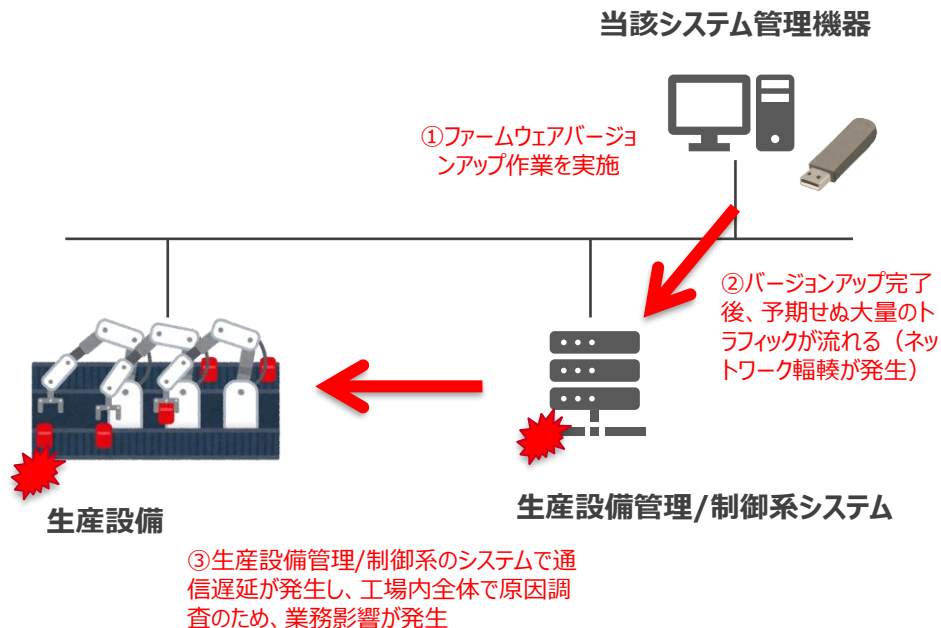 当該システム管理機器
①ファームウェアバージョ
ンアップ作業を実施
②バージョンアップ完了
後、予期せぬ大量のト
ラフィックが流れる（ネッ
トワーク輻輳が発生）
生産設備管理/制御系システム
生産設備
③生産設備管理/制御系のシステムで通
信遅延が発生し、工場内全体で原因調
査のため、業務影響が発生